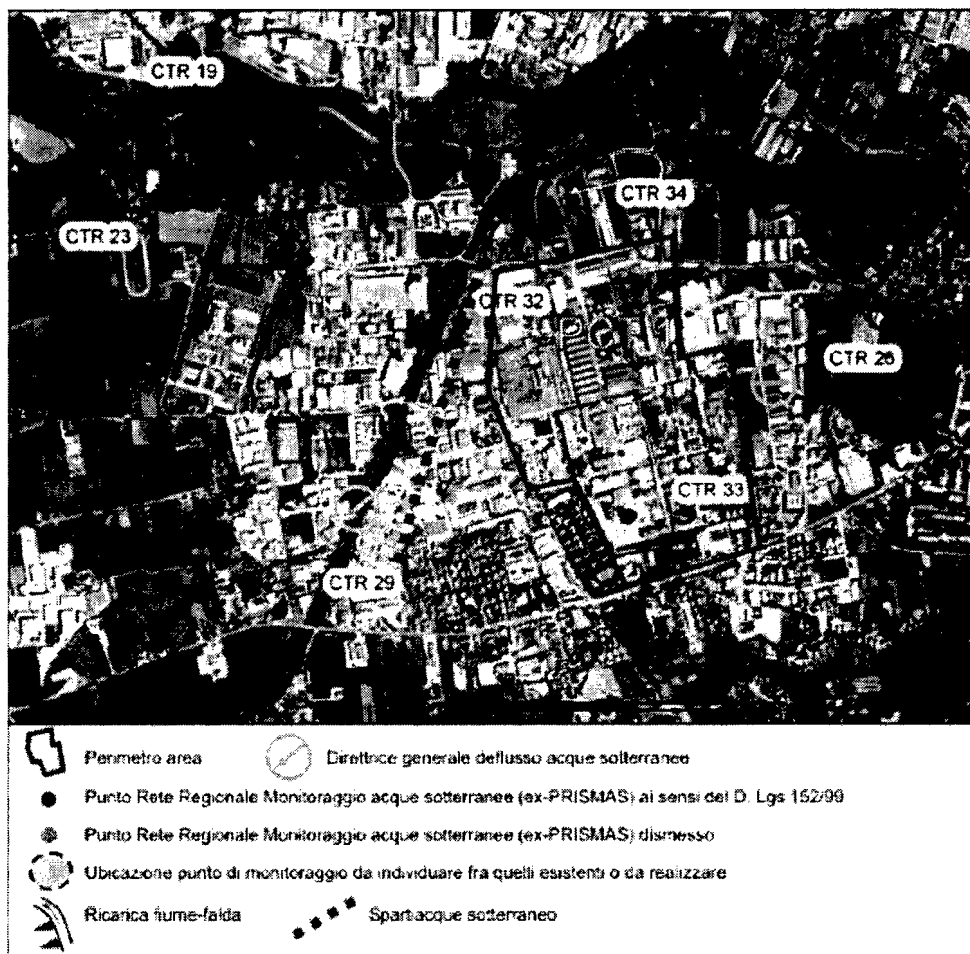 CTR 19
CTR 34
CTR 23
CTR 32
CTR 26
CTR 33
CTR 29
Perimetro area
Direttrice generale deflusso acque sotterranee
Punto Rete Regionale Monitoraggio acque sotterranee (ex-PRISMAS) ai sensi del D. Lgs 152/99
Punto Rete Regionale Monitoraggio acque sotterranee (ex-PRISMAS) dismesso
Ubicazione punto di monitoraggio da individuare fra quelli esistenti o da realizzare
Ricarica fiume-falda
Spartiacque sotterraneo